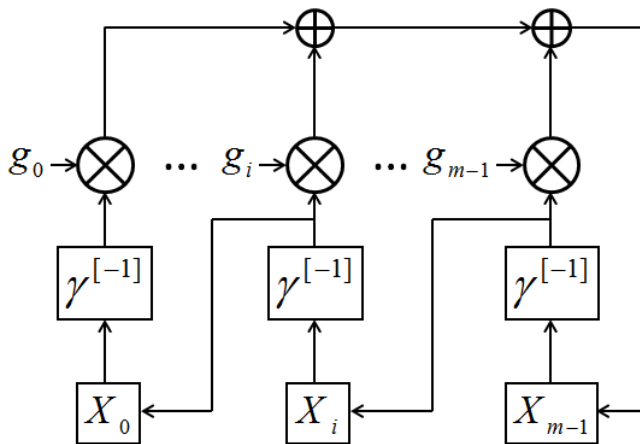 g₀ ... gᵢ ... gₘ₋₁
γ^[-1] γ^[-1] γ^[-1]
X₀ Xᵢ Xₘ₋₁